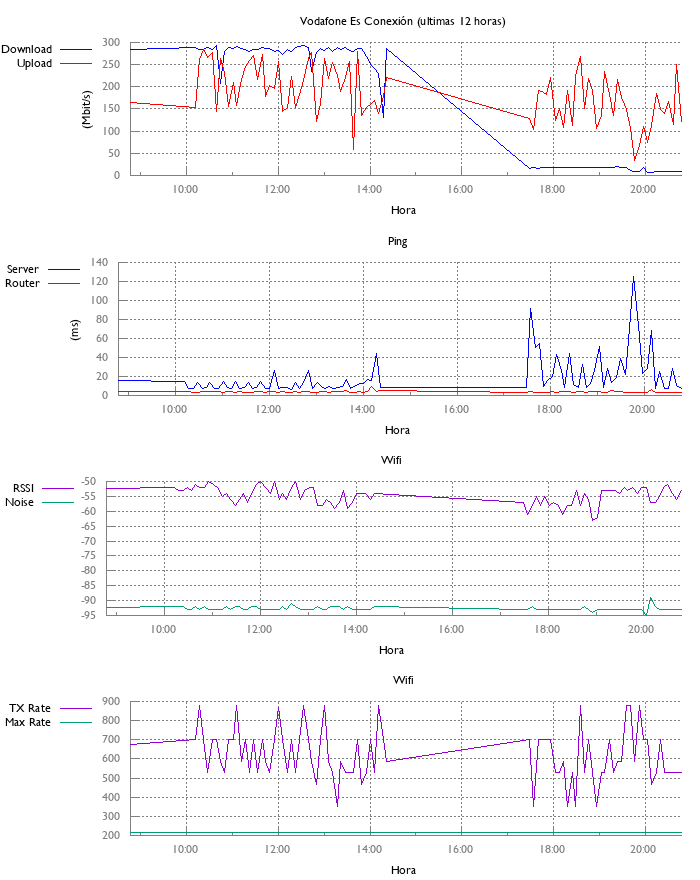 Vodafone Es Conexión (ultimas 12 horas)
Download
Upload
(Mbit/s)
300
250
200
150
100
50
0
10:00 12:00 14:00 16:00 18:00 20:00
Hora
Ping
Server
Router
(ms)
140
120
100
80
60
40
20
0
10:00 12:00 14:00 16:00 18:00 20:00
Hora
Wifi
RSSI
Noise
-50
-55
-60
-65
-70
-75
-80
-85
-90
-95
10:00 12:00 14:00 16:00 18:00 20:00
Hora
Wifi
TX Rate
Max Rate
900
800
700
600
500
400
300
200
10:00 12:00 14:00 16:00 18:00 20:00
Hora